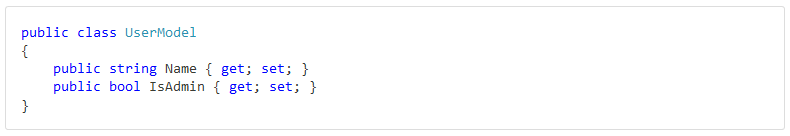 public class UserModel
{
    public string Name { get; set; }
    public bool IsAdmin { get; set; }
}